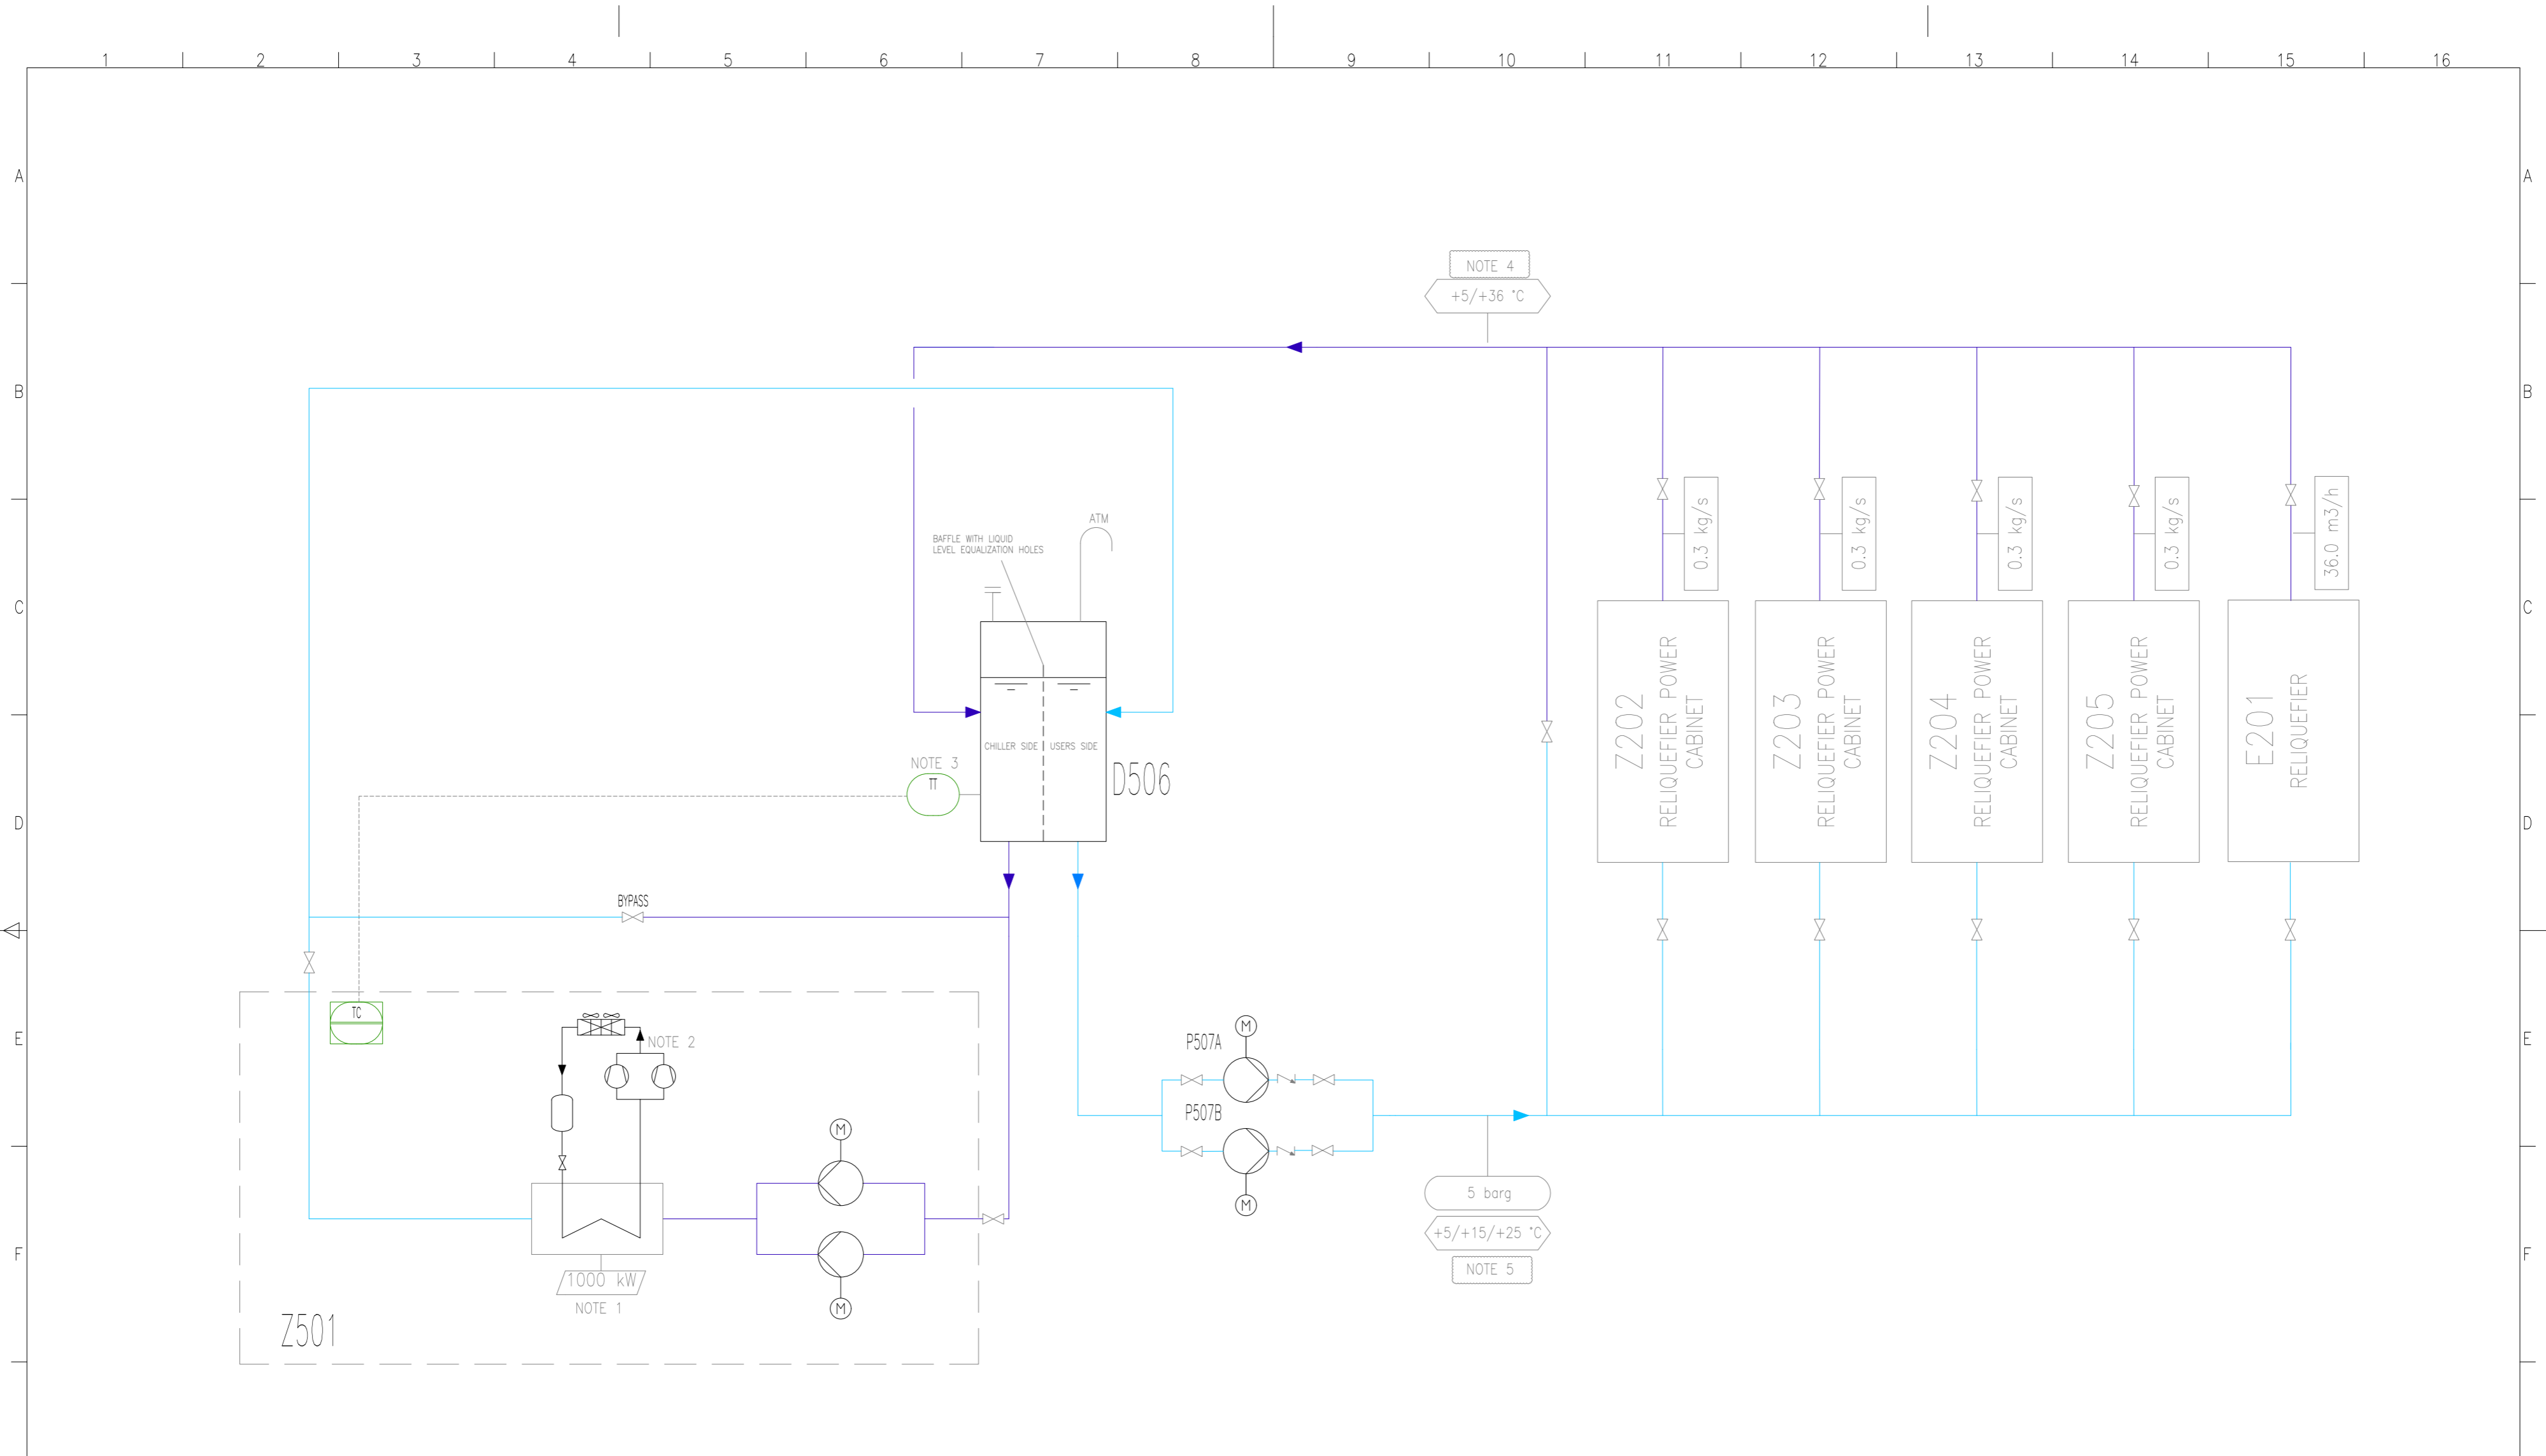 1 2 3 4 5 6 7 8 9 10 11 12 13 14 15 16
A
A
NOTE 4
+5/+36 °C
B
B
ATM
BAFFLE WITH LIQUID
LEVEL EQUALIZATION HOLES
0.3 kg/s
0.3 kg/s
0.3 kg/s
0.3 kg/s
36.0 m3/h
C
C
Z202
RELIQUEFIER POWER
CABINET
Z203
RELIQUEFIER POWER
CABINET
Z204
RELIQUEFIER POWER
CABINET
Z205
RELIQUEFIER POWER
CABINET
E201
RELIQUEFIER
CHILLER SIDE
USERS SIDE
NOTE 3
TT
D506
D
D
BYPASS
TC
NOTE 2
M
P507A
E
E
P507B
M
M
5 barg
+5/+15/+25 °C
NOTE 5
F
F
1000 kW
NOTE 1
M
Z501